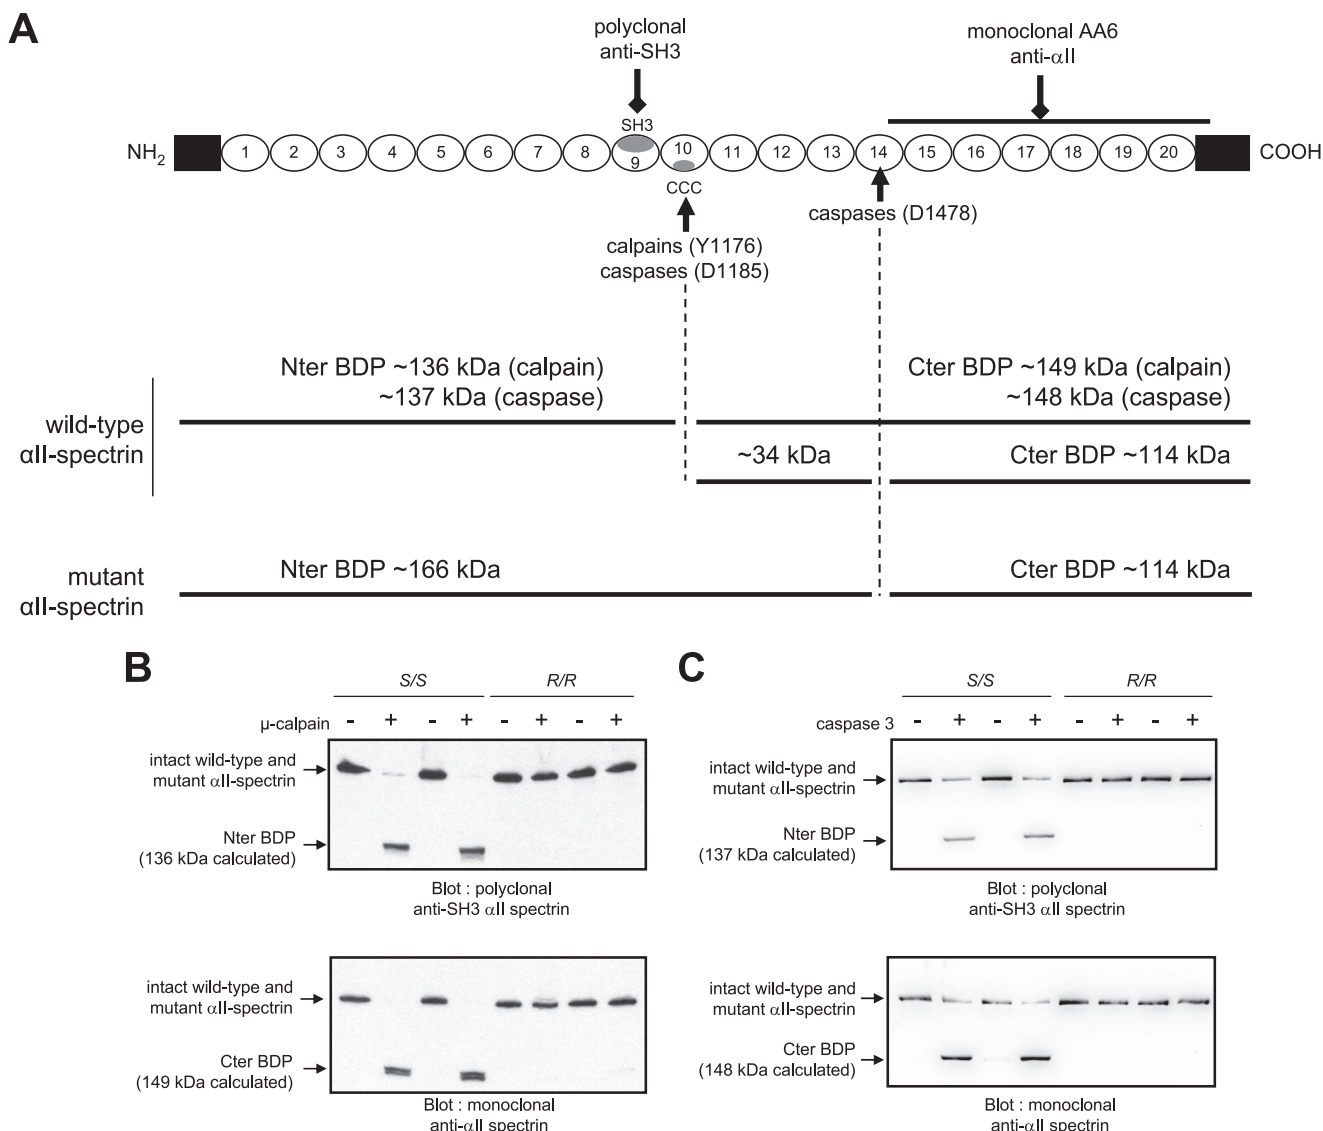 A
polyclonal
anti-SH3
monoclonal AA6
anti-αII
SH3
NH2 1 2 3 4 5 6 7 8 9 10 11 12 13 14 15 16 17 18 19 20 COOH
CCC
caspases (D1478)
calpains (Y1176)
caspases (D1185)
Nter BDP ~136 kDa (calpain)
~137 kDa (caspase)
Cter BDP ~149 kDa (calpain)
~148 kDa (caspase)
wild-type
αII-spectrin
~34 kDa
Cter BDP ~114 kDa
mutant
αII-spectrin
Nter BDP ~166 kDa
Cter BDP ~114 kDa
B
S/S R/R
µ-calpain - + - + - + - +
intact wild-type and
mutant αII-spectrin
Nter BDP
(136 kDa calculated)
Blot : polyclonal
anti-SH3 αII spectrin
intact wild-type and
mutant αII-spectrin
Cter BDP
(149 kDa calculated)
Blot : monoclonal
anti-αII spectrin
C
S/S R/R
caspase 3 - + - + - + - +
intact wild-type and
mutant αII-spectrin
Nter BDP
(137 kDa calculated)
Blot : polyclonal
anti-SH3 αII spectrin
intact wild-type and
mutant αII-spectrin
Cter BDP
(148 kDa calculated)
Blot : monoclonal
anti-αII spectrin